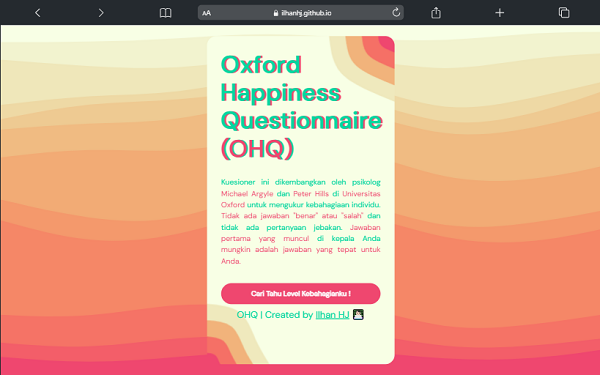 AA
ilhanhj.github.io
Oxford
Happiness
Questionnaire
(OHQ)
Kuesioner ini dikembangkan oleh psikolog
Michael Argyle dan Peter Hills di Universitas
Oxford untuk mengukur kebahagiaan individu.
Tidak ada jawaban "benar" atau "salah" dan
tidak ada pertanyaan jebakan. Jawaban
pertama yang muncul di kepala Anda
mungkin adalah jawaban yang tepat untuk
Anda.
Cari Tahu Level Kebahagianku !
OHQ | Created by Ilhan HJ